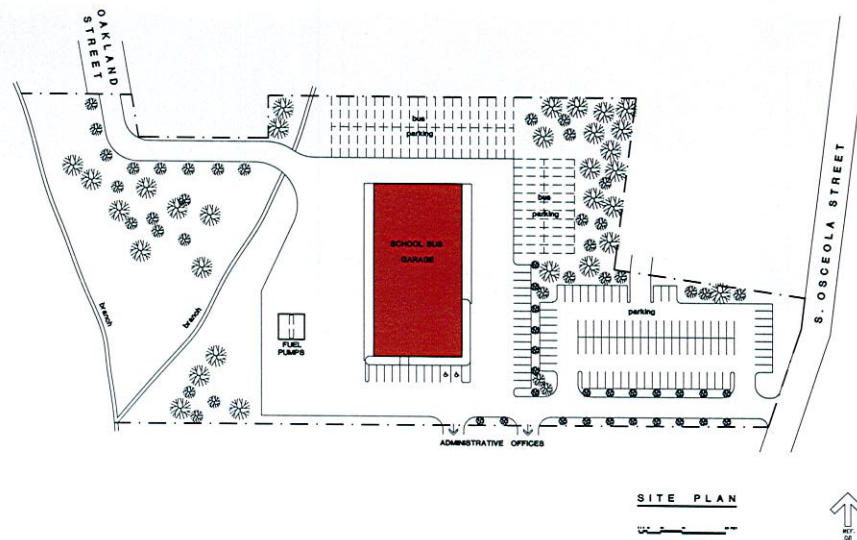 OAKLAND
STREET
bus
parking
bus
parking
SCHOOL BUS
GARAGE
S. OSCEOLA STREET
branch
branch
parking
FUEL
PUMPS
ADMINISTRATIVE OFFICES
SITE PLAN
REF.